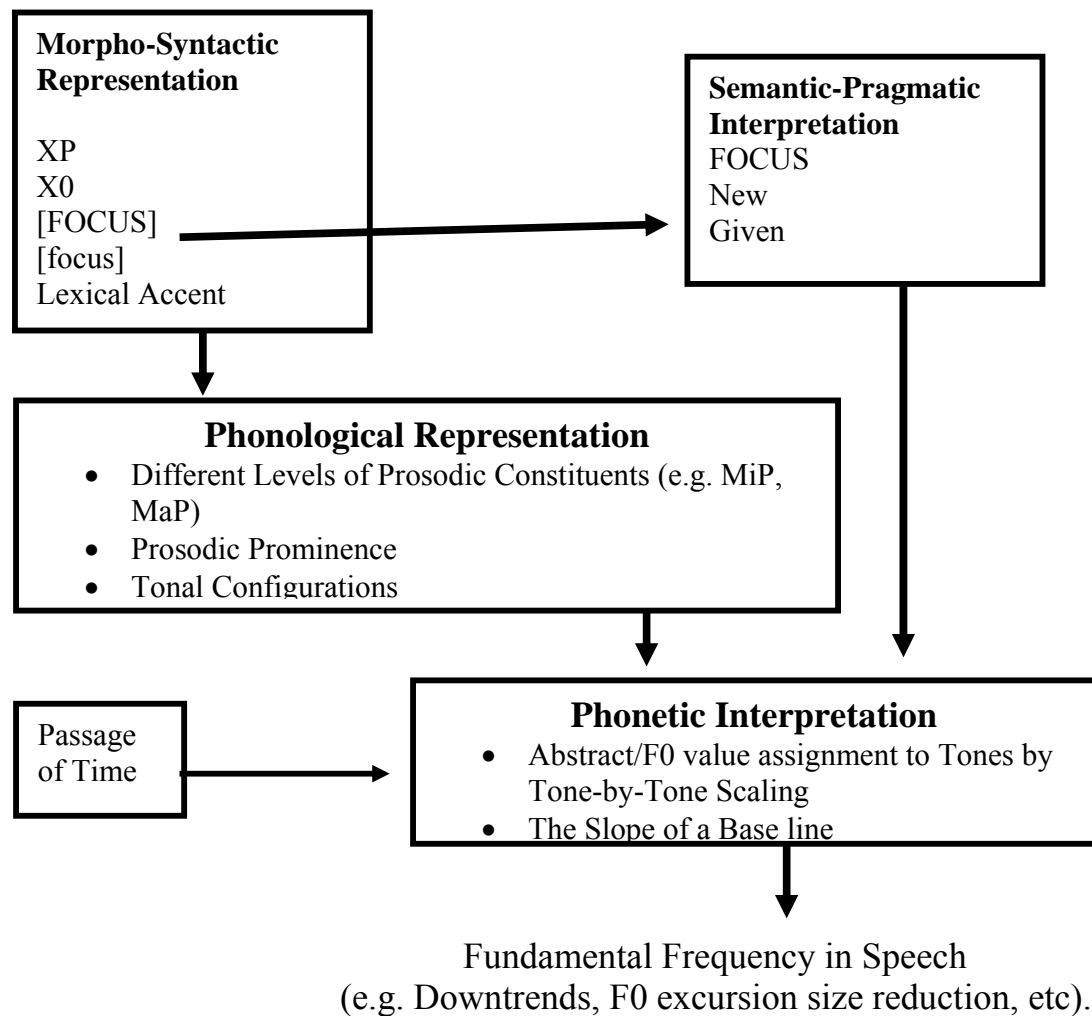 Morpho-Syntactic
Representation
XP
X0
[FOCUS]
[focus]
Lexical Accent
Semantic-Pragmatic
Interpretation
FOCUS
New
Given
Phonological Representation
• Different Levels of Prosodic Constituents (e.g. MiP,
MaP)
• Prosodic Prominence
• Tonal Configurations
Passage
of Time
Phonetic Interpretation
• Abstract/F0 value assignment to Tones by
Tone-by-Tone Scaling
• The Slope of a Base line
Fundamental Frequency in Speech
(e.g. Downtrends, F0 excursion size reduction, etc).